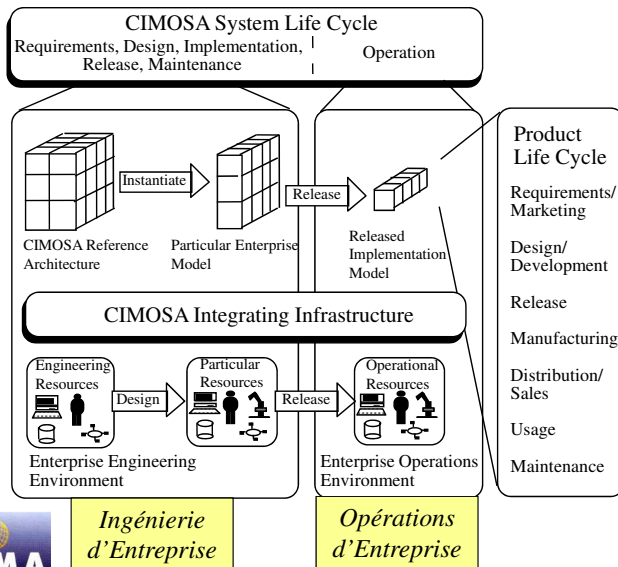 CIMOSA System Life Cycle
Requirements, Design, Implementation,
Release, Maintenance
Operation
Instantiate
Release
CIMOSA Reference
Architecture
Particular Enterprise
Model
Released
Implementation
Model
CIMOSA Integrating Infrastructure
Engineering
Resources
Design
Particular
Resources
Release
Operational
Resources
Enterprise Engineering
Environment
Enterprise Operations
Environment
Product
Life Cycle
Requirements/
Marketing
Design/
Development
Release
Manufacturing
Distribution/
Sales
Usage
Maintenance
Ingénierie
d'Entreprise
Opérations
d'Entreprise